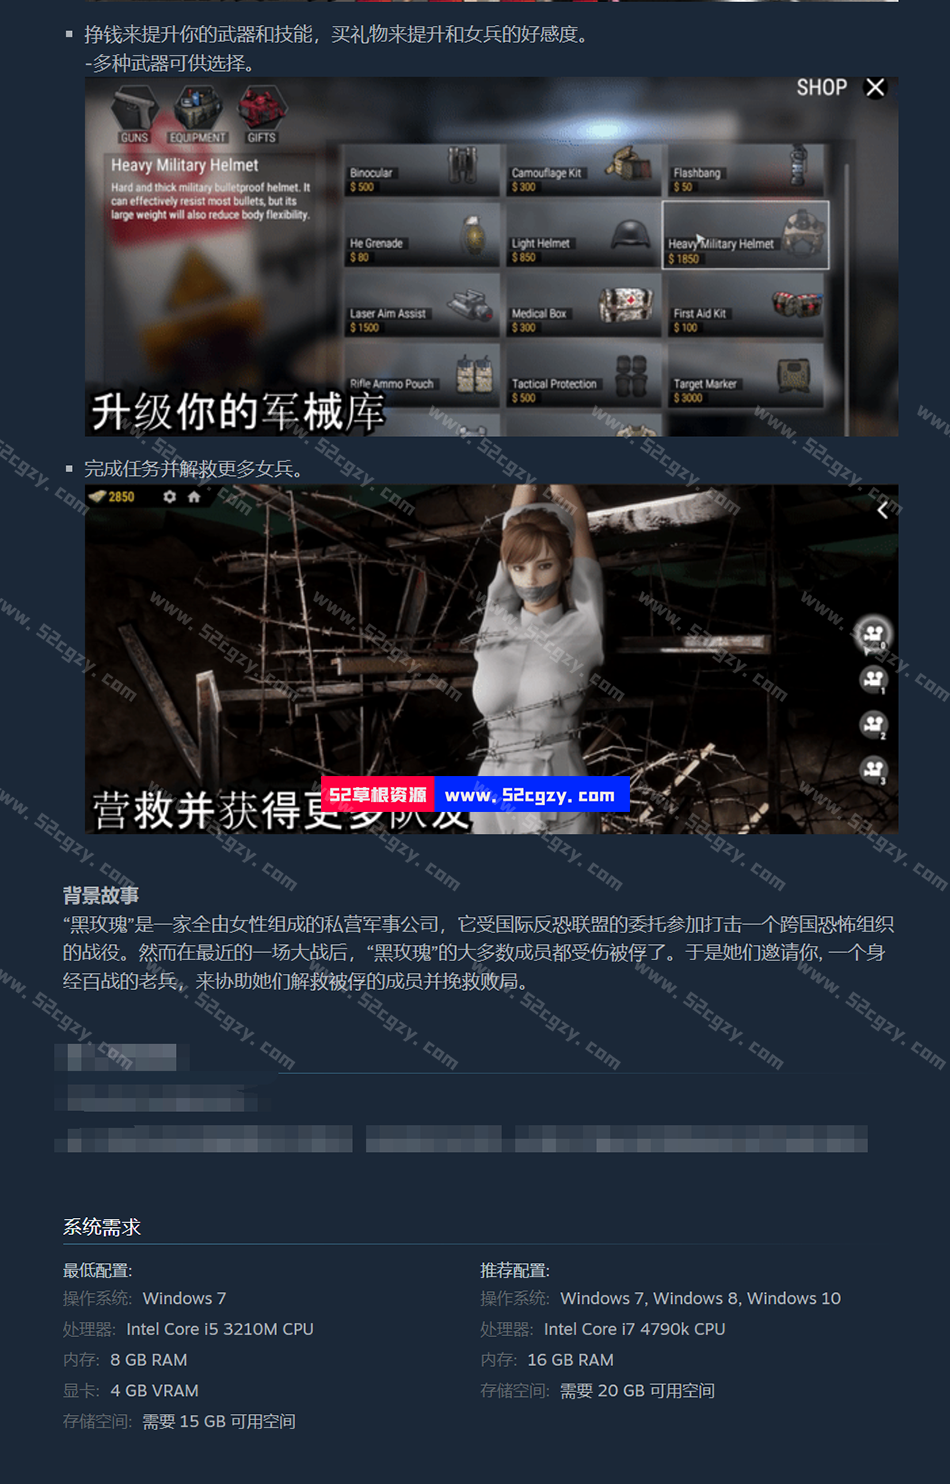 挣钱来提升你的武器和技能，买礼物来提升和女兵的好感度。
-多种武器可供选择。
SHOP
GUNS EQUIPMENT GIFTS
Heavy Military Helmet
Hard and thick military bulletproof helmet. It
can effectively resist most bullets, but its
large weight will also reduce body flexibility.
Binocular
$ 500
Camouflage Kit
$ 300
Flashbang
$ 50
He Grenade
$ 80
Light Helmet
$ 850
Heavy Military Helmet
$ 1850
Laser Aim Assist
$ 1500
Medical Box
$ 300
First Aid Kit
$ 100
Rifle Ammo Pouch
Tactical Protection
$ 500
Target Marker
$ 3000
升级你的军械库
完成任务并解救更多女兵。
2850
0
1
2
3
营救并获得更多队友
52草根资源 www.52cgzy.com
背景故事
“黑玫瑰”是一家全由女性组成的私营军事公司，它受国际反恐联盟的委托参加打击一个跨国恐怖组织
的战役。然而在最近的一场大战后，“黑玫瑰”的大多数成员都受伤被俘了。于是她们邀请你, 一个身
经百战的老兵，来协助她们解救被俘的成员并挽救败局。
系统需求
最低配置:
操作系统: Windows 7
处理器: Intel Core i5 3210M CPU
内存: 8 GB RAM
显卡: 4 GB VRAM
存储空间: 需要 15 GB 可用空间
推荐配置:
操作系统: Windows 7, Windows 8, Windows 10
处理器: Intel Core i7 4790k CPU
内存: 16 GB RAM
存储空间: 需要 20 GB 可用空间
www.52cgzy.com